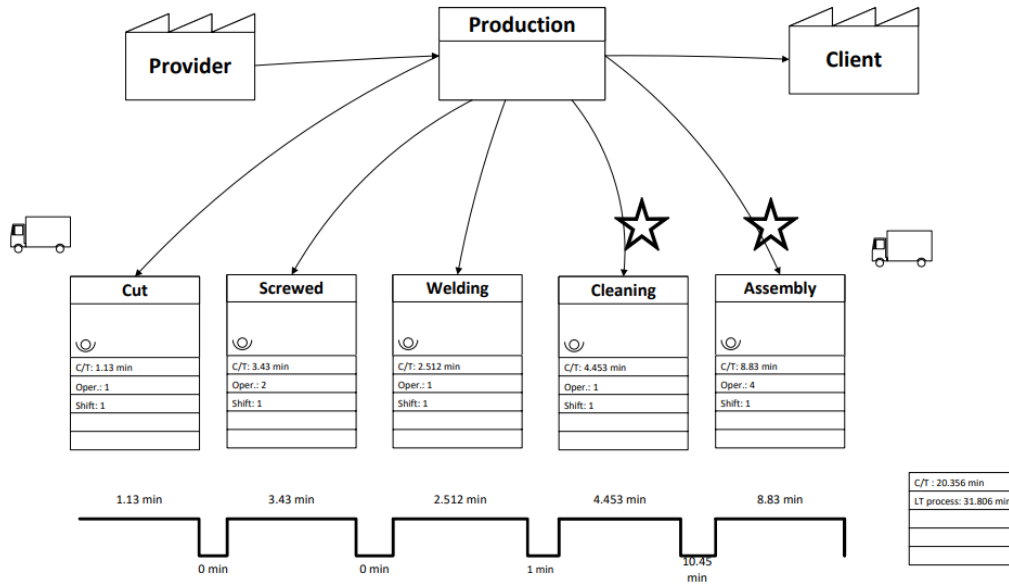 Production
Provider
Client
Cut
C/T: 1.13 min
Oper.: 1
Shift: 1
Screwed
C/T: 3.43 min
Oper.: 2
Shift: 1
Welding
C/T: 2.512 min
Oper.: 1
Shift: 1
Cleaning
C/T: 4.453 min
Oper.: 1
Shift: 1
Assembly
C/T: 8.83 min
Oper.: 4
Shift: 1
1.13 min
3.43 min
2.512 min
4.453 min
8.83 min
0 min
0 min
1 min
10.45
min
C/T : 20.356 min
LT process: 31.806 min